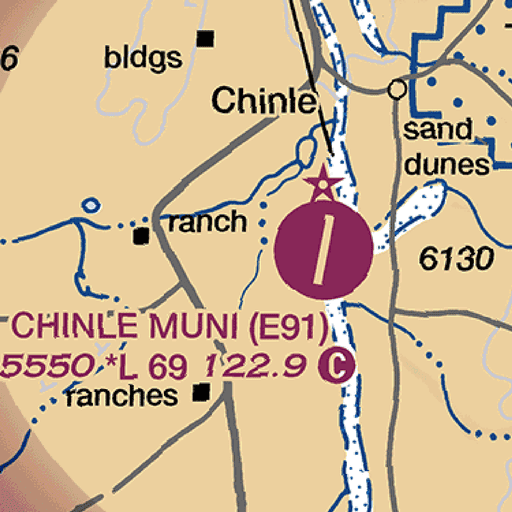 6
bldgs
Chinle
sand
dunes
ranch
6130
CHINLE MUNI (E91)
5550 *L 69 122.9 C
ranches